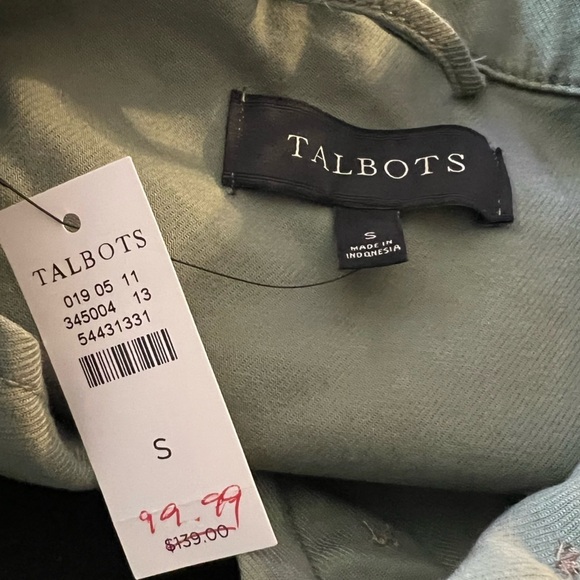 TALBOTS
S
MADE IN
INDONESIA
TALBOTS
019 05 11
345004 13
54431331
S
99.99
$139.00